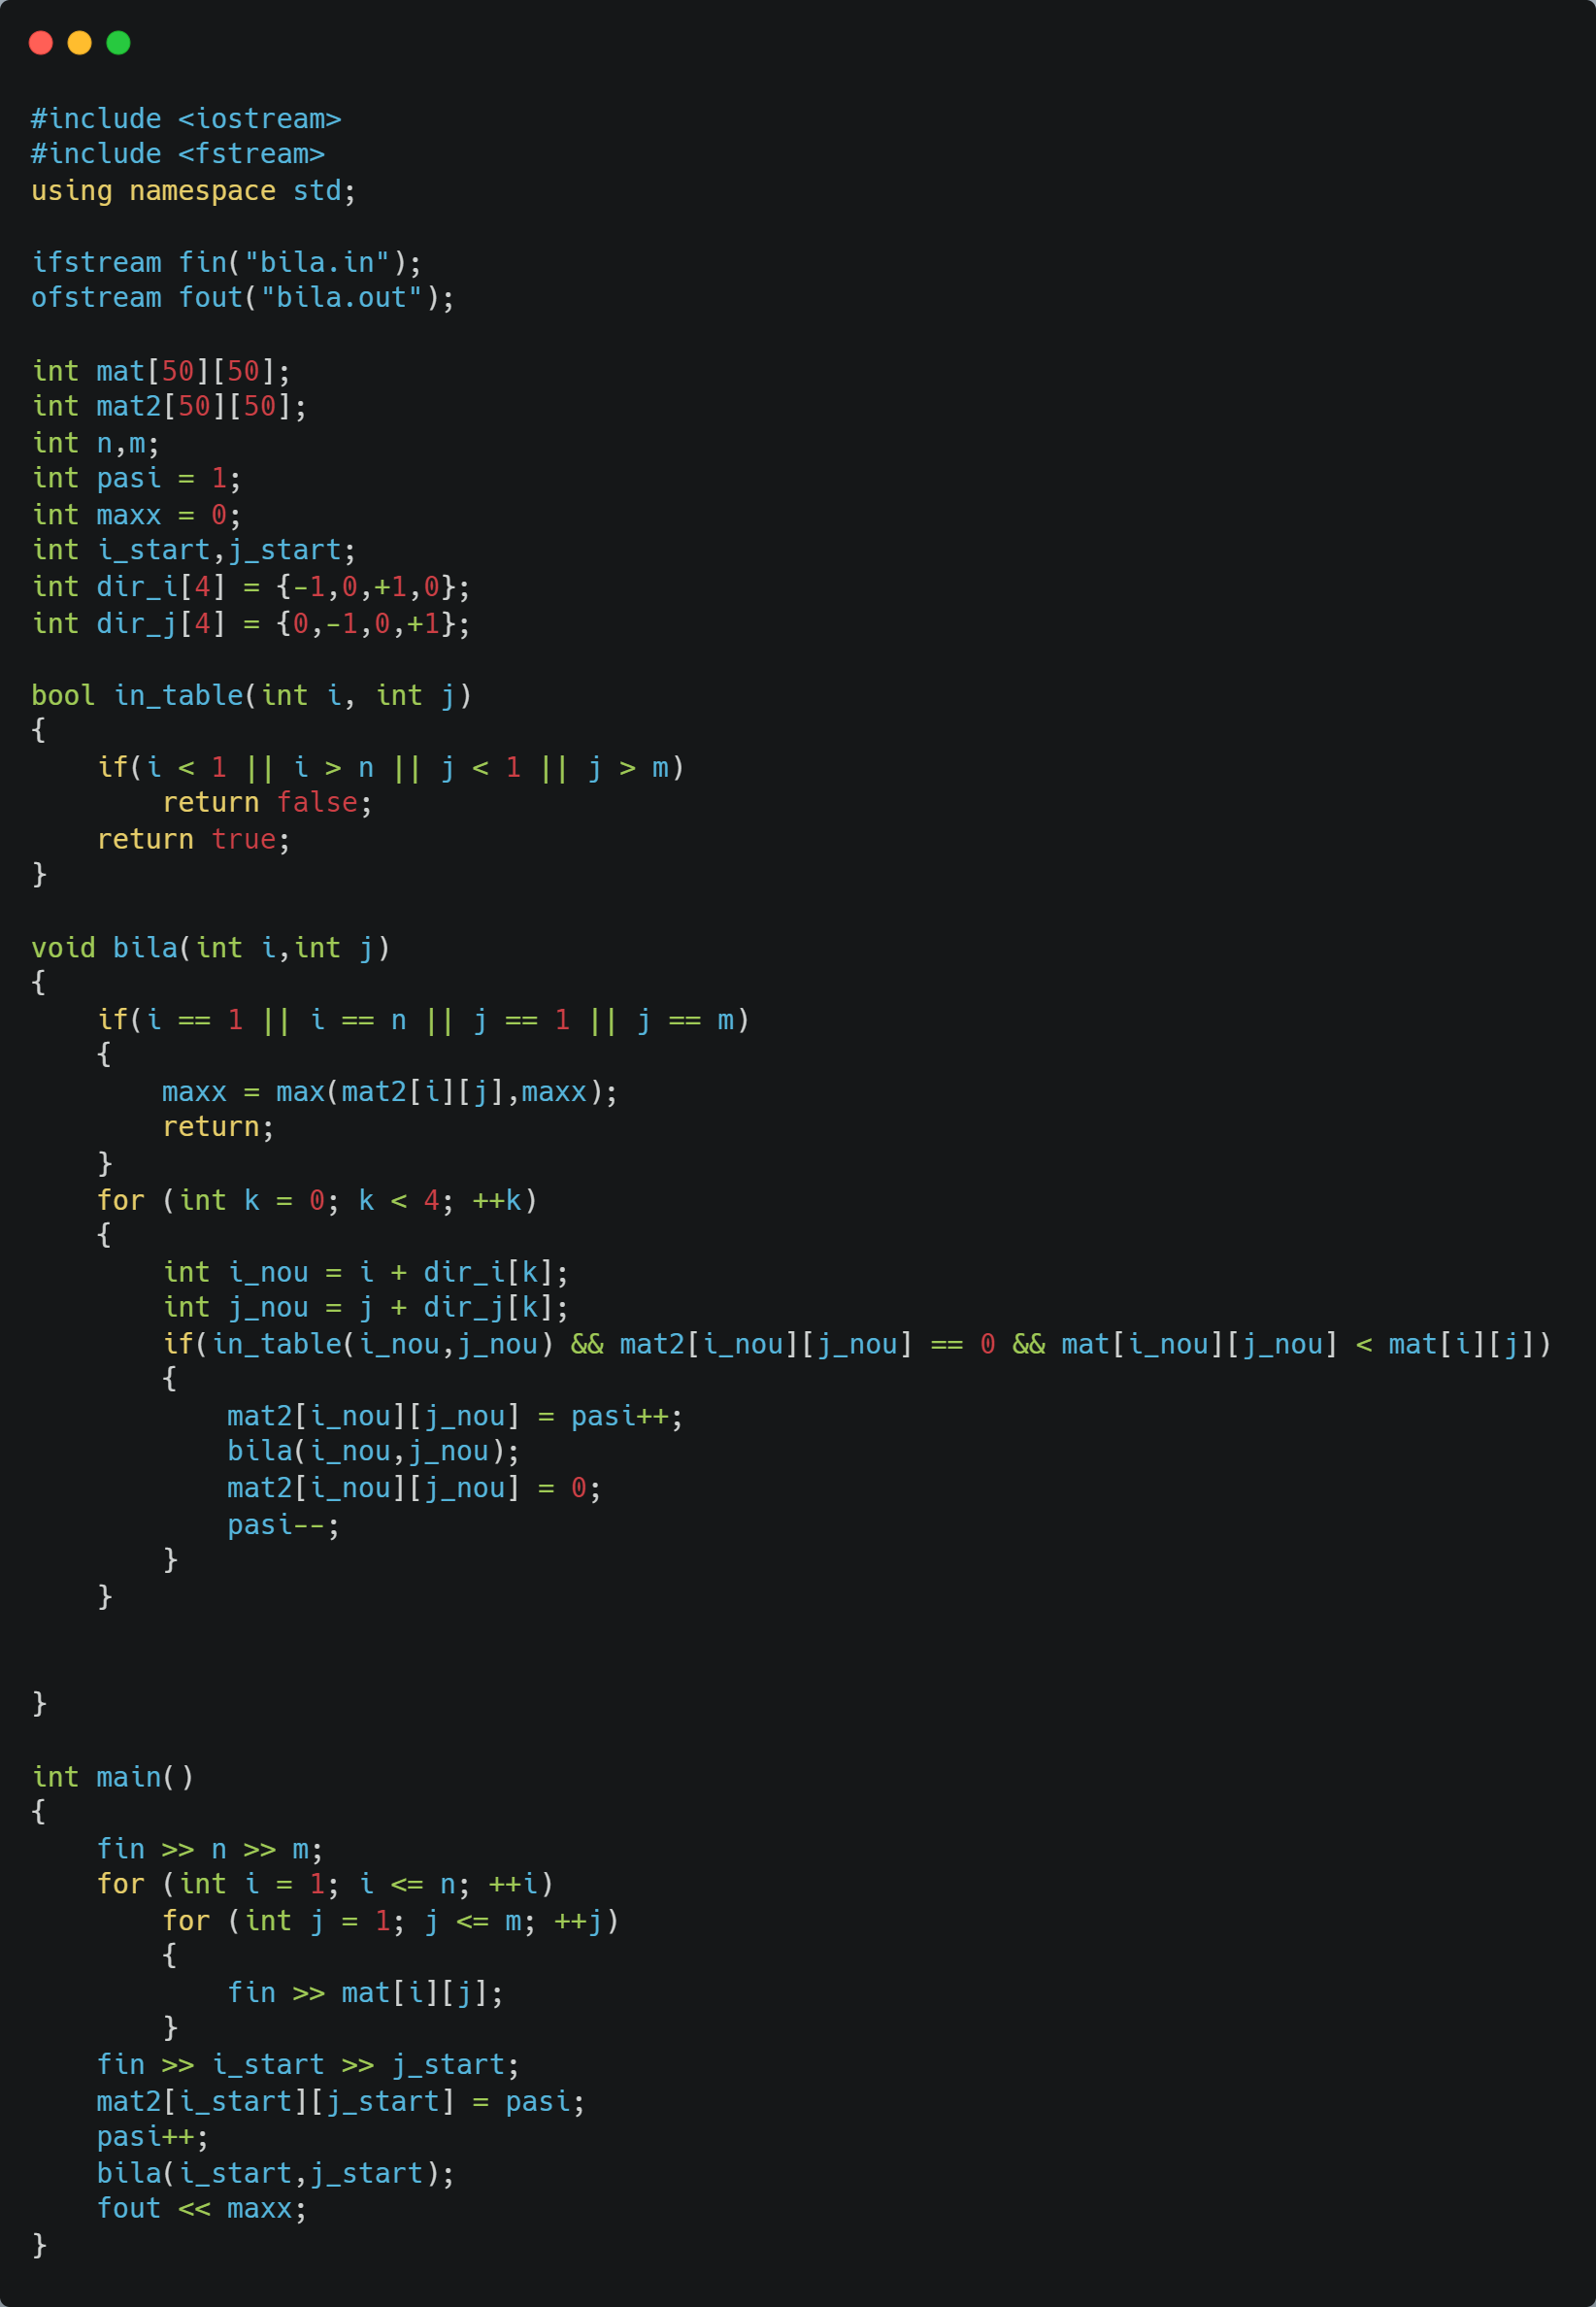 #include <iostream>
#include <fstream>
using namespace std;

ifstream fin("bila.in");
ofstream fout("bila.out");

int mat[50][50];
int mat2[50][50];
int n,m;
int pasi = 1;
int maxx = 0;
int i_start,j_start;
int dir_i[4] = {-1,0,+1,0};
int dir_j[4] = {0,-1,0,+1};

bool in_table(int i, int j)
{
    if(i < 1 || i > n || j < 1 || j > m)
        return false;
    return true;
}

void bila(int i,int j)
{
    if(i == 1 || i == n || j == 1 || j == m)
    {
        maxx = max(mat2[i][j],maxx);
        return;
    }
    for (int k = 0; k < 4; ++k)
    {
        int i_nou = i + dir_i[k];
        int j_nou = j + dir_j[k];
        if(in_table(i_nou,j_nou) && mat2[i_nou][j_nou] == 0 && mat[i_nou][j_nou] < mat[i][j])
        {
            mat2[i_nou][j_nou] = pasi++;
            bila(i_nou,j_nou);
            mat2[i_nou][j_nou] = 0;
            pasi--;
        }
    }


}

int main()
{
    fin >> n >> m;
    for (int i = 1; i <= n; ++i)
        for (int j = 1; j <= m; ++j)
        {
            fin >> mat[i][j];
        }
    fin >> i_start >> j_start;
    mat2[i_start][j_start] = pasi;
    pasi++;
    bila(i_start,j_start);
    fout << maxx;
}